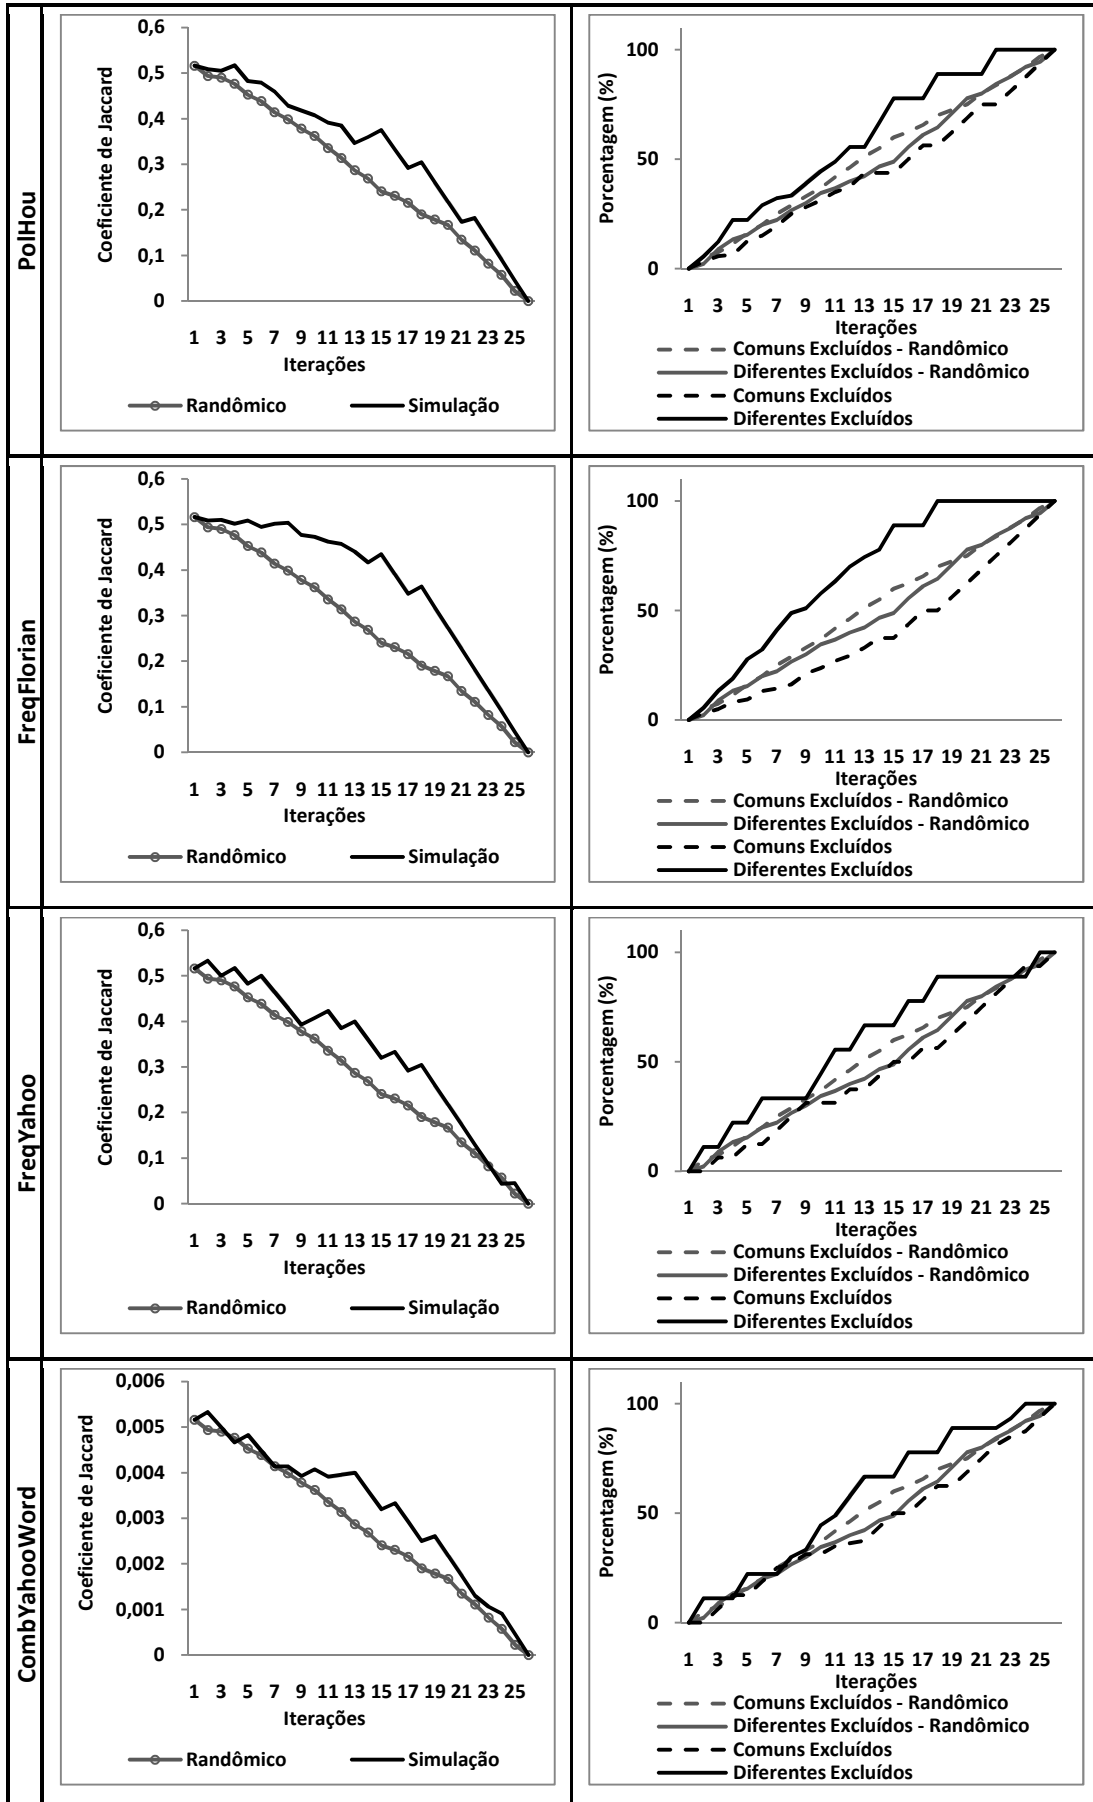 PolHou
0,6
0,5
0,4
0,3
0,2
0,1
0
Coeficiente de Jaccard
1 3 5 7 9 11 13 15 17 19 21 23 25
Iterações
Randômico Simulação
100
50
0
Porcentagem (%)
1 3 5 7 9 11 13 15 17 19 21 23 25
Iterações
Comuns Excluídos - Randômico
Diferentes Excluídos - Randômico
Comuns Excluídos
Diferentes Excluídos
FreqFlorian
0,6
0,5
0,4
0,3
0,2
0,1
0
Coeficiente de Jaccard
1 3 5 7 9 11 13 15 17 19 21 23 25
Iterações
Randômico Simulação
100
50
0
Porcentagem (%)
1 3 5 7 9 11 13 15 17 19 21 23 25
Iterações
Comuns Excluídos - Randômico
Diferentes Excluídos - Randômico
Comuns Excluídos
Diferentes Excluídos
FreqYahoo
0,6
0,5
0,4
0,3
0,2
0,1
0
Coeficiente de Jaccard
1 3 5 7 9 11 13 15 17 19 21 23 25
Iterações
Randômico Simulação
100
50
0
Porcentagem (%)
1 3 5 7 9 11 13 15 17 19 21 23 25
Iterações
Comuns Excluídos - Randômico
Diferentes Excluídos - Randômico
Comuns Excluídos
Diferentes Excluídos
CombYahooWord
0,006
0,005
0,004
0,003
0,002
0,001
0
Coeficiente de Jaccard
1 3 5 7 9 11 13 15 17 19 21 23 25
Iterações
Randômico Simulação
100
50
0
Porcentagem (%)
1 3 5 7 9 11 13 15 17 19 21 23 25
Iterações
Comuns Excluídos - Randômico
Diferentes Excluídos - Randômico
Comuns Excluídos
Diferentes Excluídos